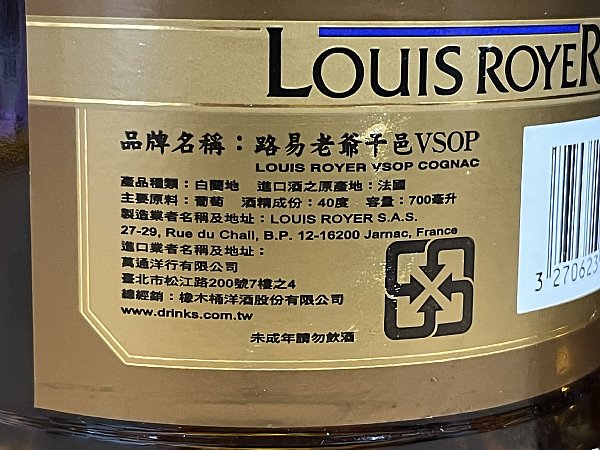 LOUIS ROYER
品牌名稱：路易老爺干邑VSOP
LOUIS ROYER VSOP COGNAC
產品種類：白蘭地 進口酒之原產地：法國
主要原料：葡萄 酒精成份：40度 容量：700毫升
製造業者名稱及地址：LOUIS ROYER S.A.S.
27-29, Rue du Chail, B.P. 12-16200 Jarnac, France
進口業者名稱及地址：
萬通洋行有限公司
臺北市松江路200號7樓之4
總經銷：橡木桶洋酒股份有限公司
www.drinks.com.tw
未成年請勿飲酒
3 270623